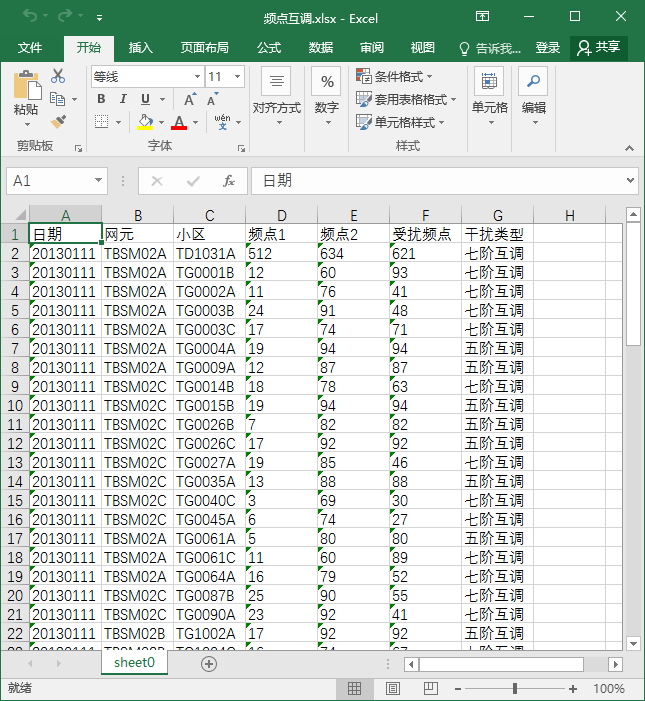 频点互调.xlsx - Excel
文件 开始 插入 页面布局 公式 数据 审阅 视图 告诉我... 登录 共享
等线 11
粘贴
B I U A A
A wén 文
对齐方式
%
数字
条件格式
套用表格格式
单元格样式
单元格
编辑
剪贴板 字体 样式
A1 fx 日期
A B C D E F G H
1 日期 网元 小区 频点1 频点2 受扰频点 干扰类型
2 20130111 TBSM02A TD1031A 512 634 621 七阶互调
3 20130111 TBSM02A TG0001B 12 60 93 七阶互调
4 20130111 TBSM02A TG0002A 11 76 41 七阶互调
5 20130111 TBSM02A TG0003B 24 91 48 七阶互调
6 20130111 TBSM02A TG0003C 17 74 71 七阶互调
7 20130111 TBSM02A TG0004A 19 94 94 五阶互调
8 20130111 TBSM02A TG0009A 12 87 87 五阶互调
9 20130111 TBSM02C TG0014B 18 78 63 七阶互调
10 20130111 TBSM02C TG0015B 19 94 94 五阶互调
11 20130111 TBSM02C TG0026B 7 82 82 五阶互调
12 20130111 TBSM02C TG0026C 17 92 92 五阶互调
13 20130111 TBSM02C TG0027A 19 85 46 七阶互调
14 20130111 TBSM02C TG0035A 13 88 88 五阶互调
15 20130111 TBSM02C TG0040C 3 69 30 七阶互调
16 20130111 TBSM02C TG0045A 6 74 27 七阶互调
17 20130111 TBSM02A TG0061A 5 80 80 五阶互调
18 20130111 TBSM02A TG0061C 11 60 89 七阶互调
19 20130111 TBSM02A TG0064A 16 79 52 七阶互调
20 20130111 TBSM02C TG0087B 25 90 55 七阶互调
21 20130111 TBSM02C TG0090A 23 92 41 七阶互调
22 20130111 TBSM02B TG1002A 17 92 92 五阶互调
sheet0
就绪 100%